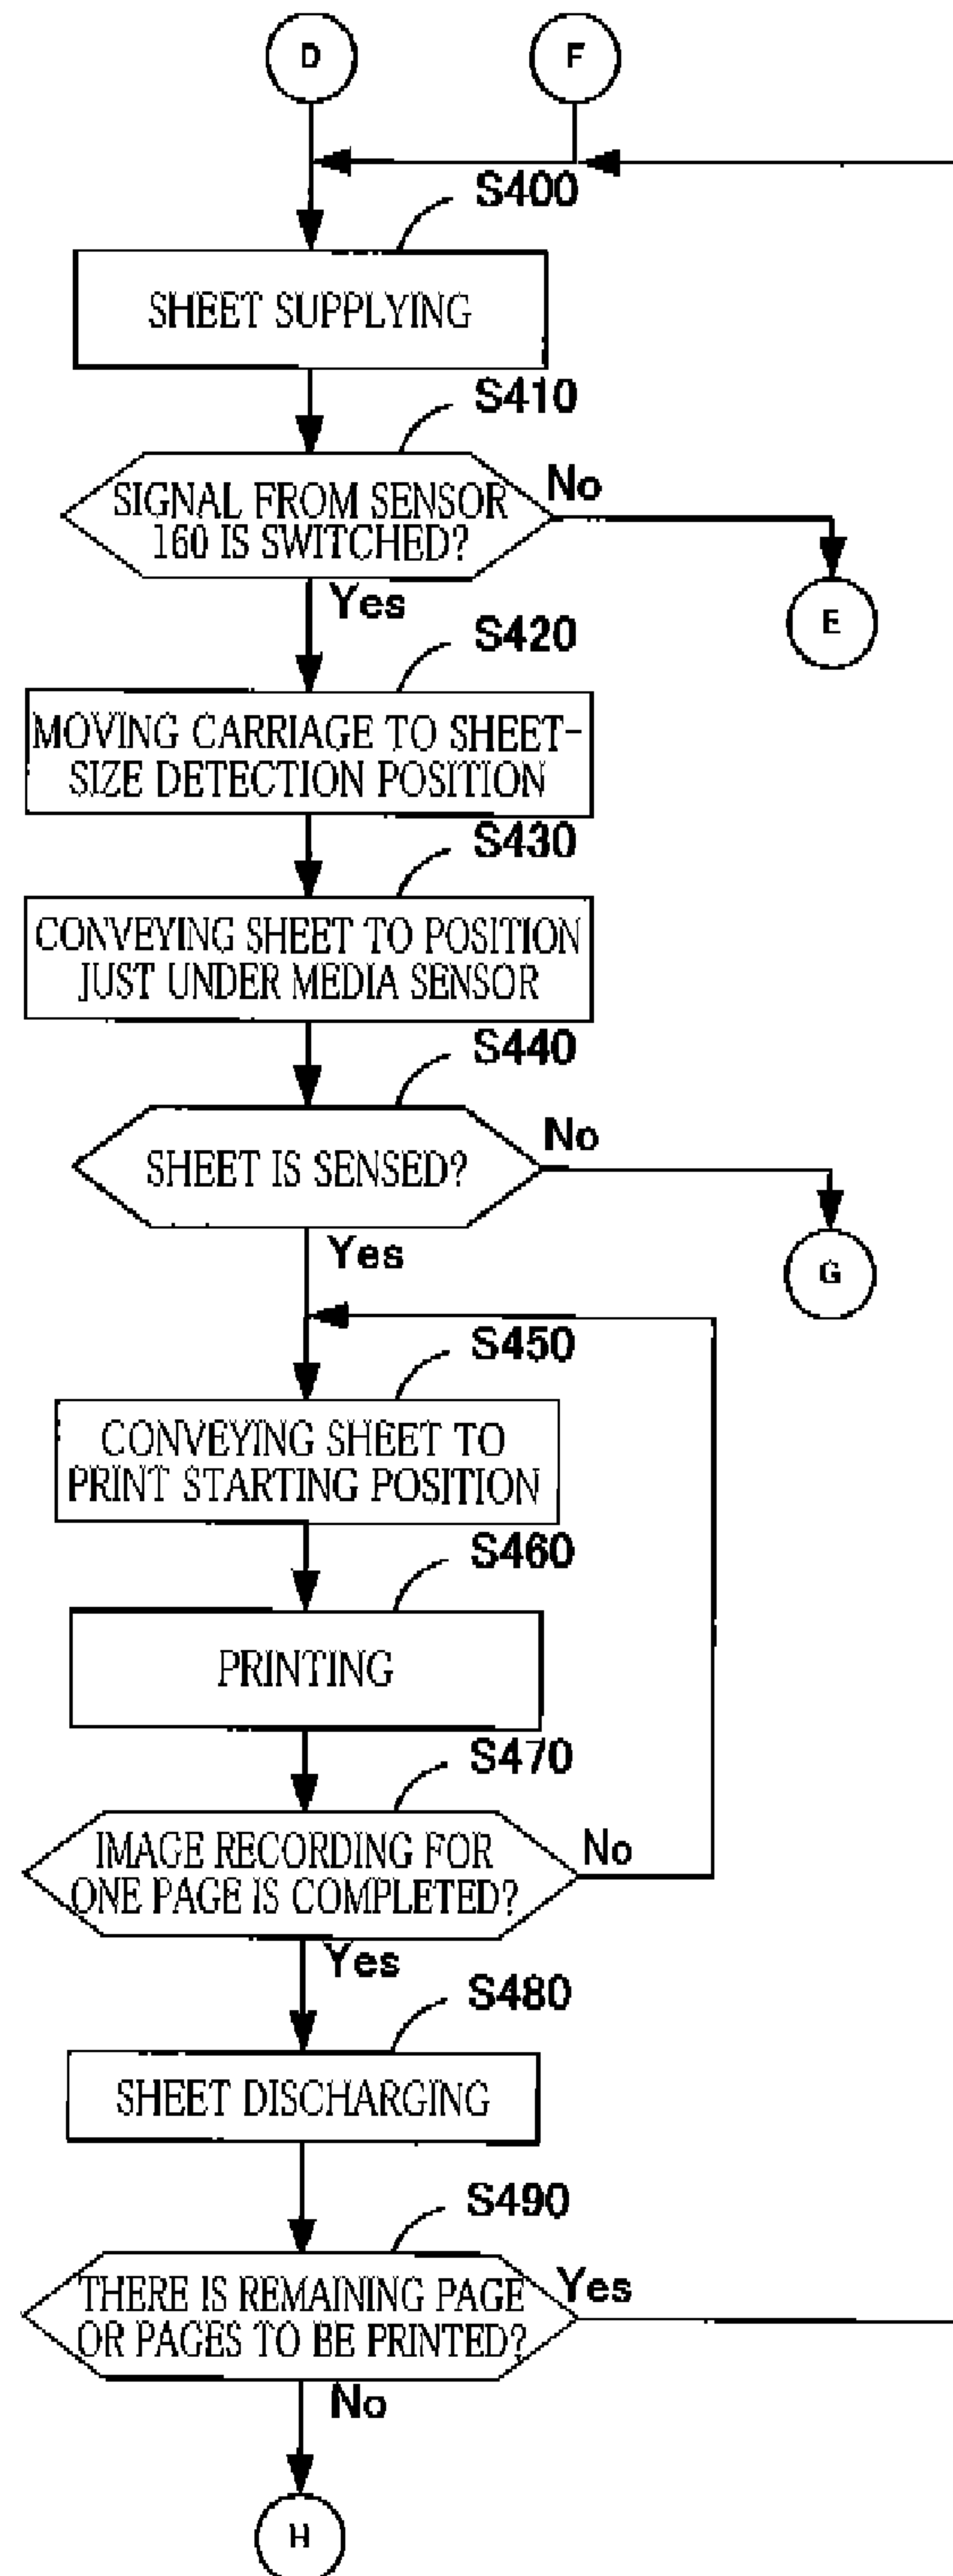 D
F
S400
SHEET SUPPLYING
S410
SIGNAL FROM SENSOR
160 IS SWITCHED?
No
E
Yes
S420
MOVING CARRIAGE TO SHEET-
SIZE DETECTION POSITION
S430
CONVEYING SHEET TO POSITION
JUST UNDER MEDIA SENSOR
S440
SHEET IS SENSED?
No
G
Yes
S450
CONVEYING SHEET TO
PRINT STARTING POSITION
S460
PRINTING
S470
IMAGE RECORDING FOR
ONE PAGE IS COMPLETED?
No
Yes
S480
SHEET DISCHARGING
S490
THERE IS REMAINING PAGE
OR PAGES TO BE PRINTED?
Yes
No
H